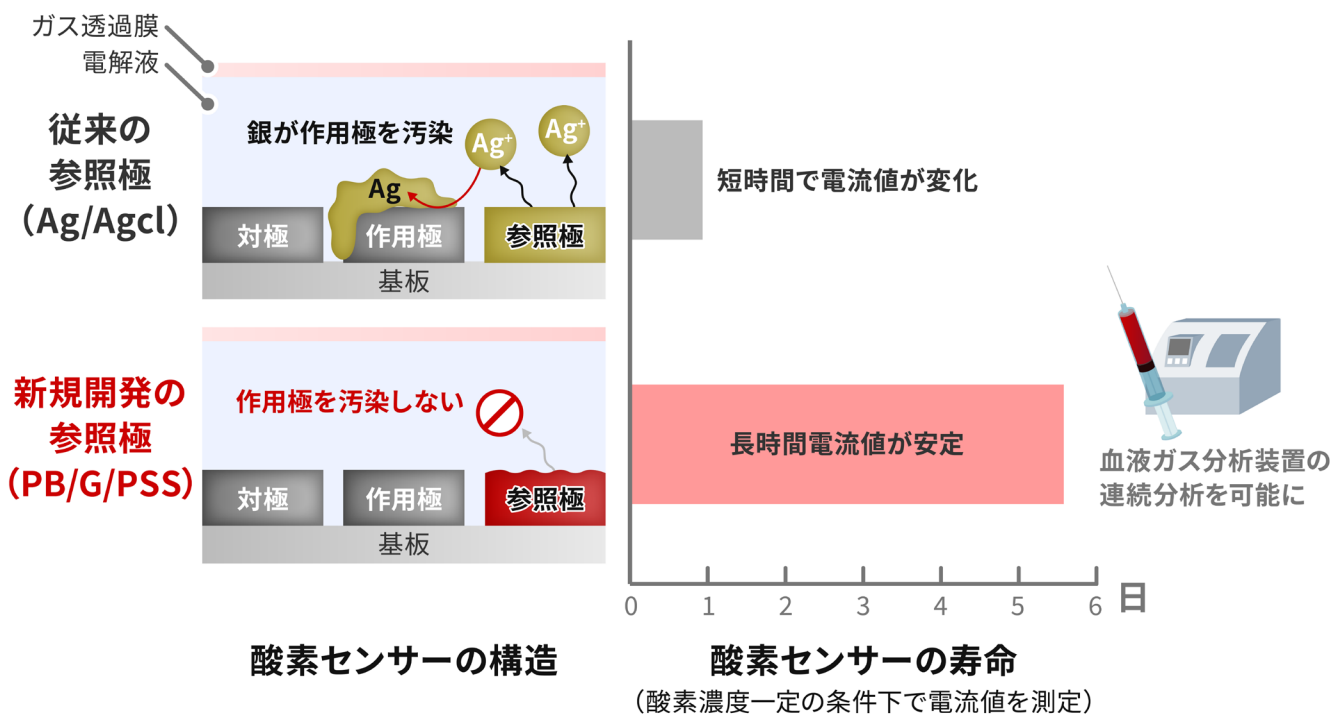 ガス透過膜
電解液
従来の
参照極
（Ag/Agcl）
銀が作用極を汚染
Ag⁺
Ag⁺
Ag
対極
作用極
参照極
基板
短時間で電流値が変化
新規開発の
参照極
（PB/G/PSS）
作用極を汚染しない
対極
作用極
参照極
基板
長時間電流値が安定
血液ガス分析装置の
連続分析を可能に
0 1 2 3 4 5 6 日
酸素センサーの構造
酸素センサーの寿命
（酸素濃度一定の条件下で電流値を測定）